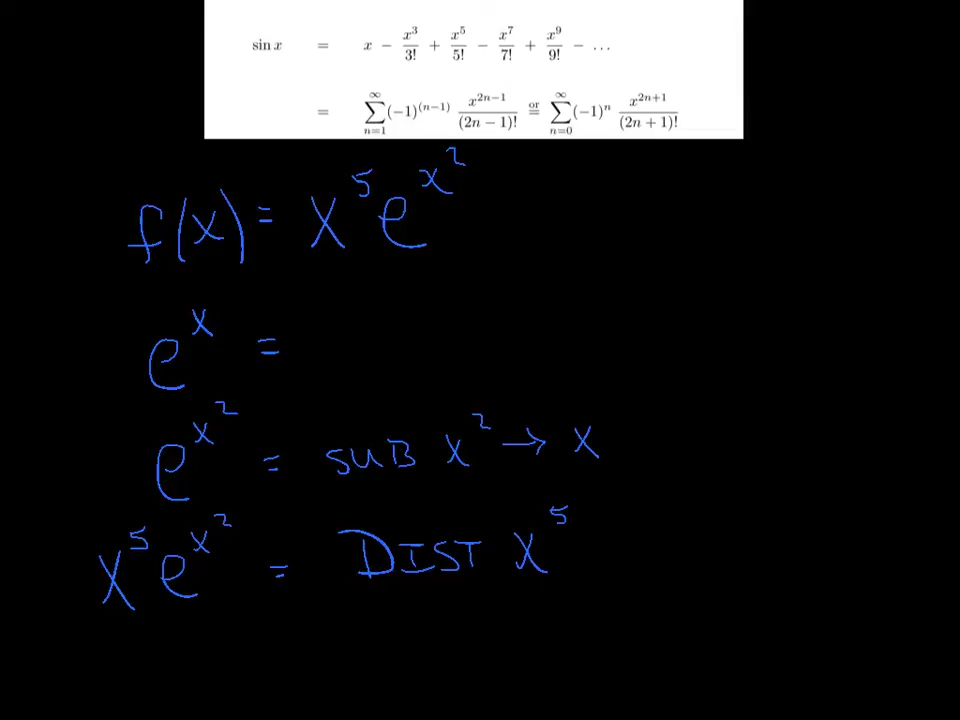 sin x = x − x³/3! + x⁵/5! − x⁷/7! + x⁹/9! − …
= ∑_{n=1}^{∞} (−1)^{(n−1)} x^{2n−1}/(2n − 1)! or = ∑_{n=0}^{∞} (−1)^n x^{2n+1}/(2n + 1)!
f(x) = x⁵e^{x²}
e^x =
e^{x²} = SUB x² → x
x⁵e^{x²} = DIST x⁵